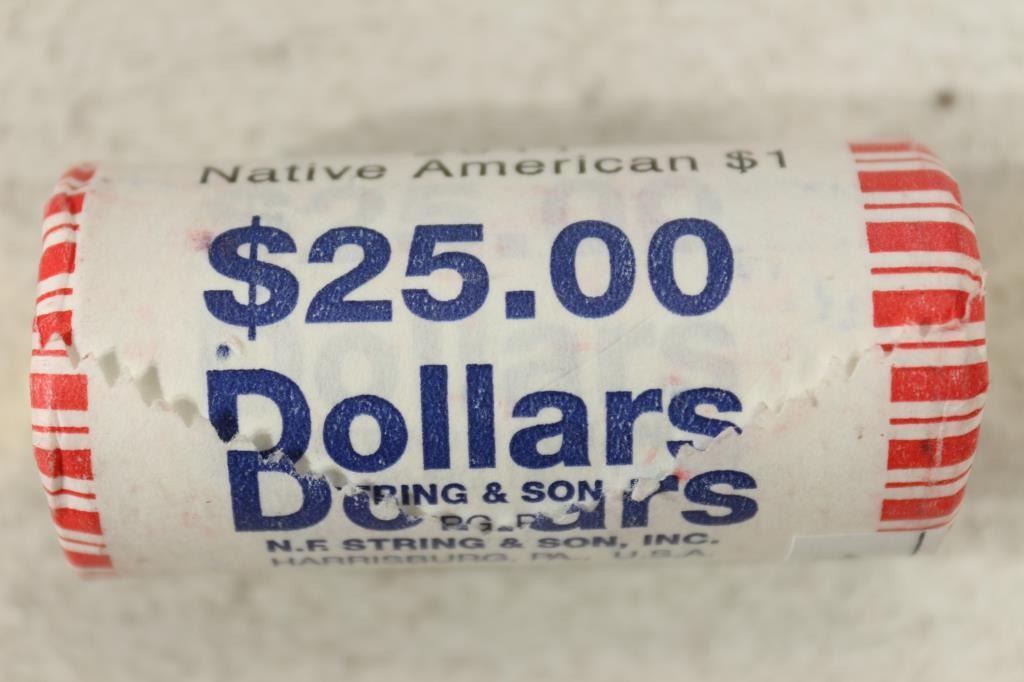 Native American $1
$25.00
Dollars
STRING & SON
Dollars
N.F. STRING & SON, INC.
HARRISBURG, PA., U.S.A.